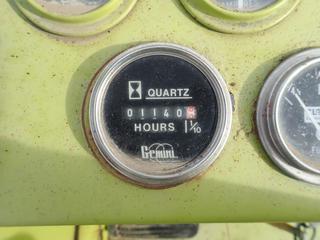 QUARTZ
01140
HOURS 1/10
Gemini